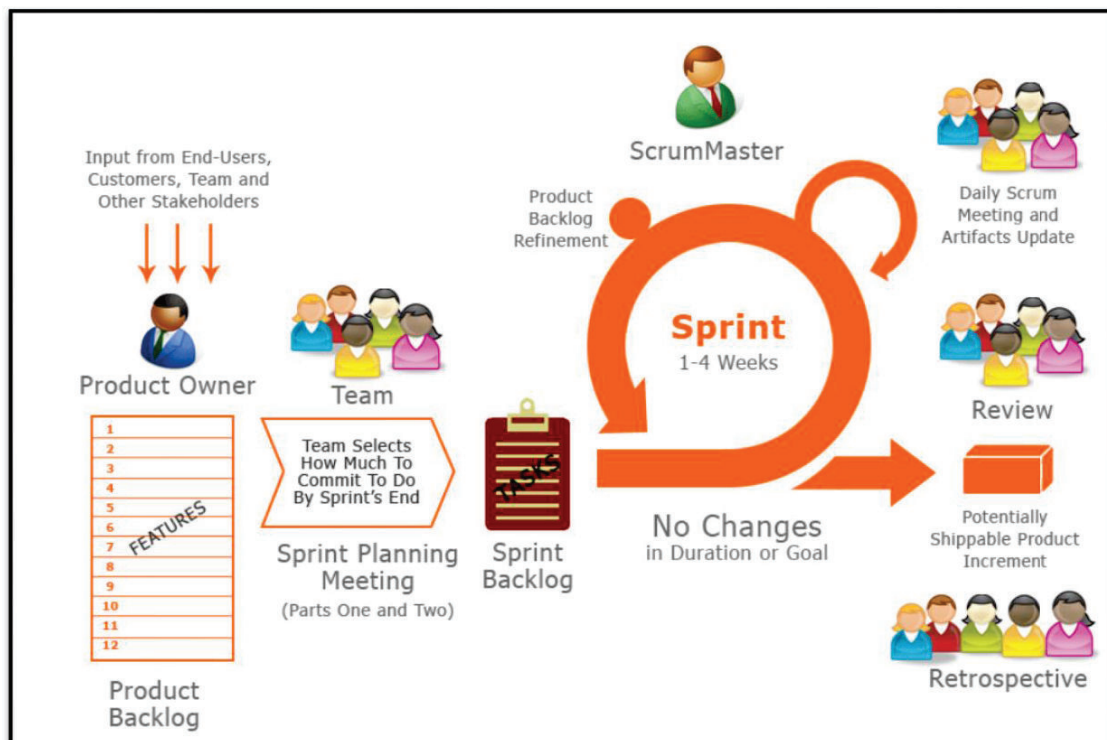 Input from End-Users,
Customers, Team and
Other Stakeholders
Product Owner
1
2
3
4
5
6
7
8
9
10
11
12
FEATURES
Product
Backlog
Team
Team Selects
How Much To
Commit To Do
By Sprint's End
Sprint Planning
Meeting
(Parts One and Two)
TASKS
Sprint
Backlog
ScrumMaster
Product
Backlog
Refinement
Sprint
1-4 Weeks
No Changes
in Duration or Goal
Daily Scrum
Meeting and
Artifacts Update
Review
Potentially
Shippable Product
Increment
Retrospective